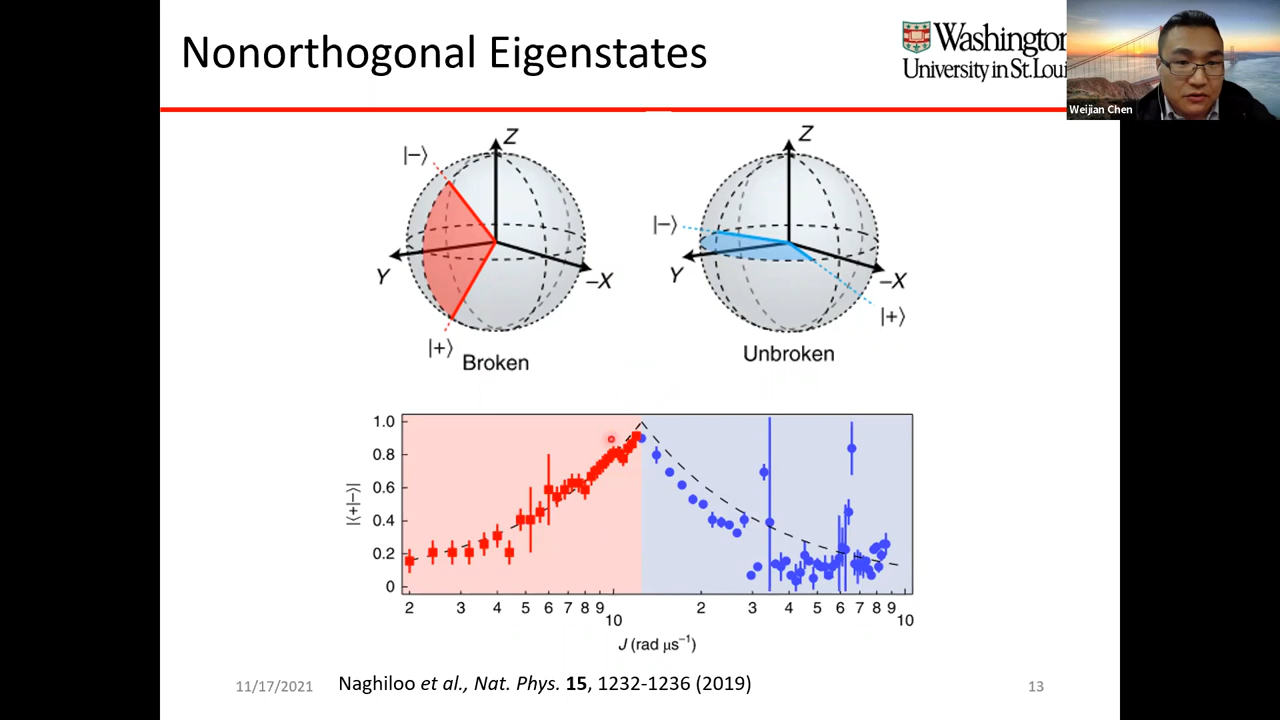 Nonorthogonal Eigenstates
Washington
University in St.Loui
Weijian Chen
Z
|−⟩
Y
−X
|+⟩
Broken
Z
|−⟩
Y
−X
|+⟩
Unbroken
|⟨+|−⟩|
1.0
0.8
0.6
0.4
0.2
0
2 3 4 5 6 7 8 9 10 2 3 4 5 6 7 8 9 10
J (rad μs⁻¹)
11/17/2021
Naghiloo et al., Nat. Phys. 15, 1232-1236 (2019)
13